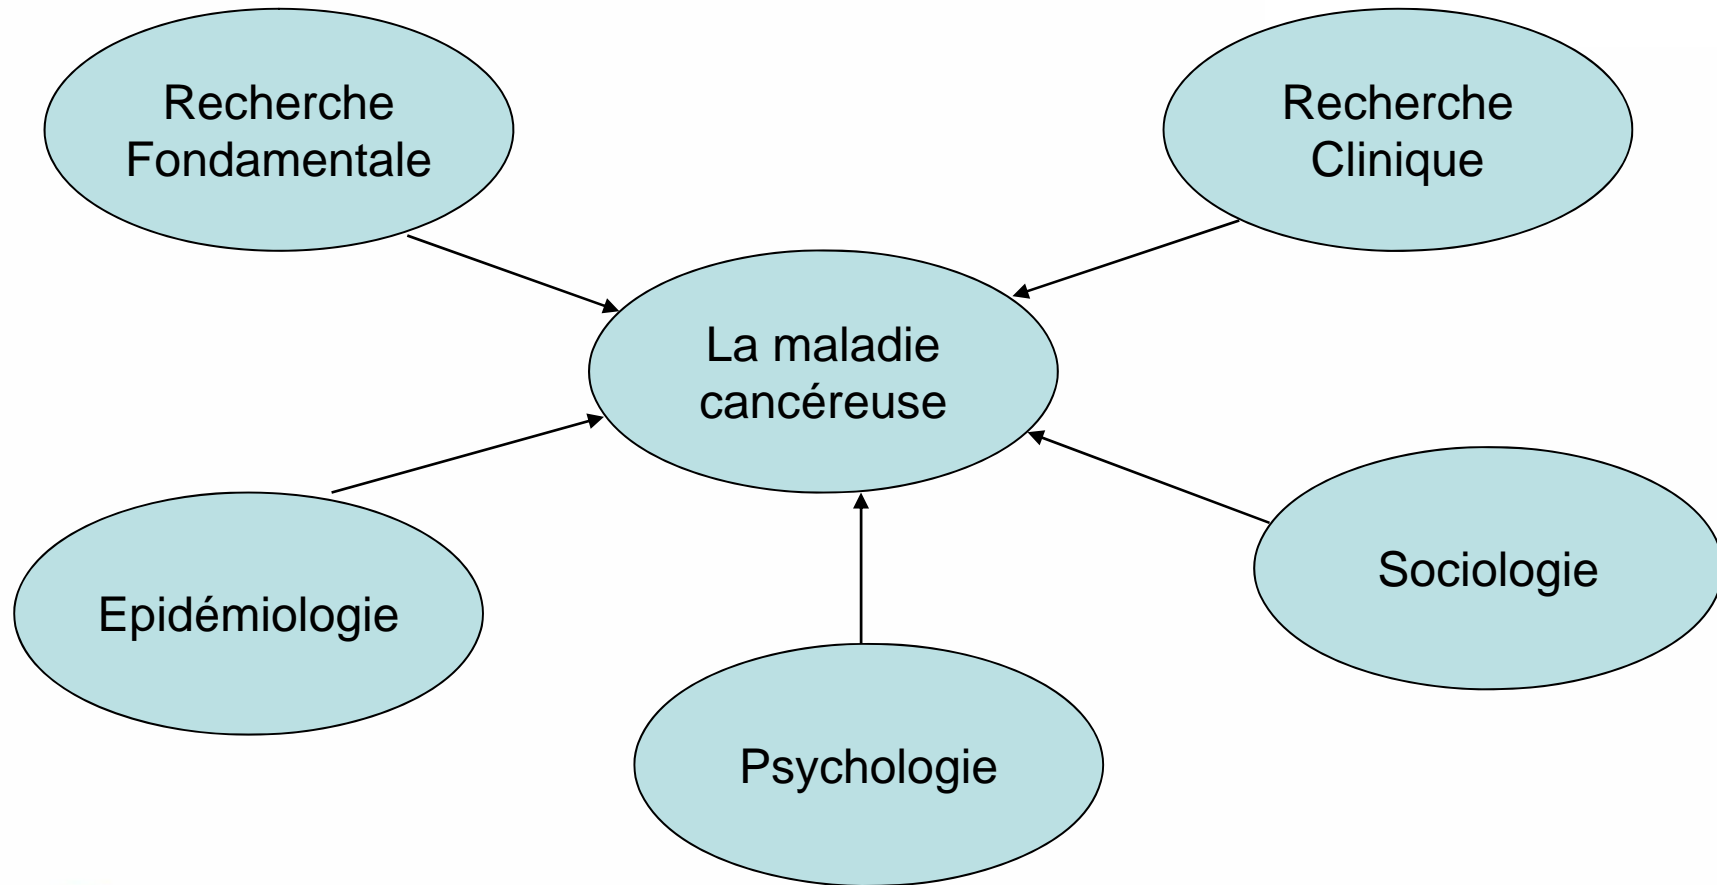 Recherche
Fondamentale
Recherche
Clinique
La maladie
cancéreuse
Epidémiologie
Sociologie
Psychologie